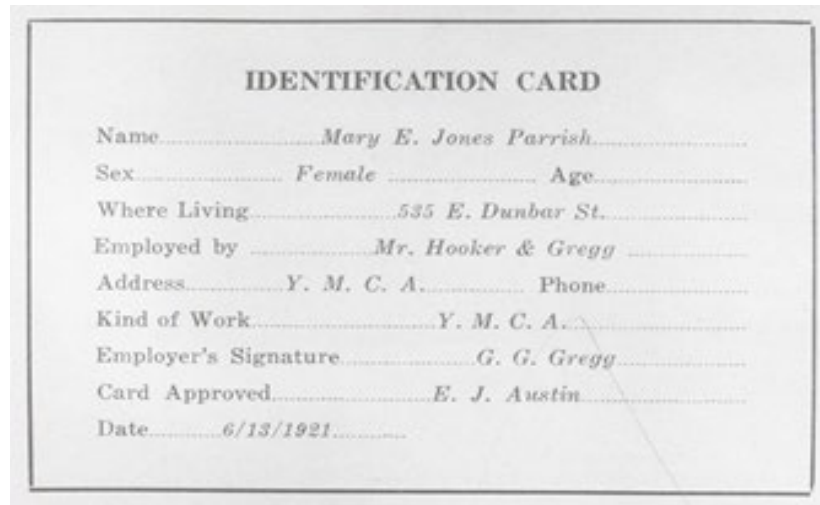 IDENTIFICATION CARD
Name Mary E. Jones Parrish
Sex Female Age
Where Living 535 E. Dunbar St.
Employed by Mr. Hooker & Gregg
Address Y. M. C. A. Phone
Kind of Work Y. M. C. A.
Employer's Signature G. G. Gregg
Card Approved E. J. Austin
Date 6/13/1921